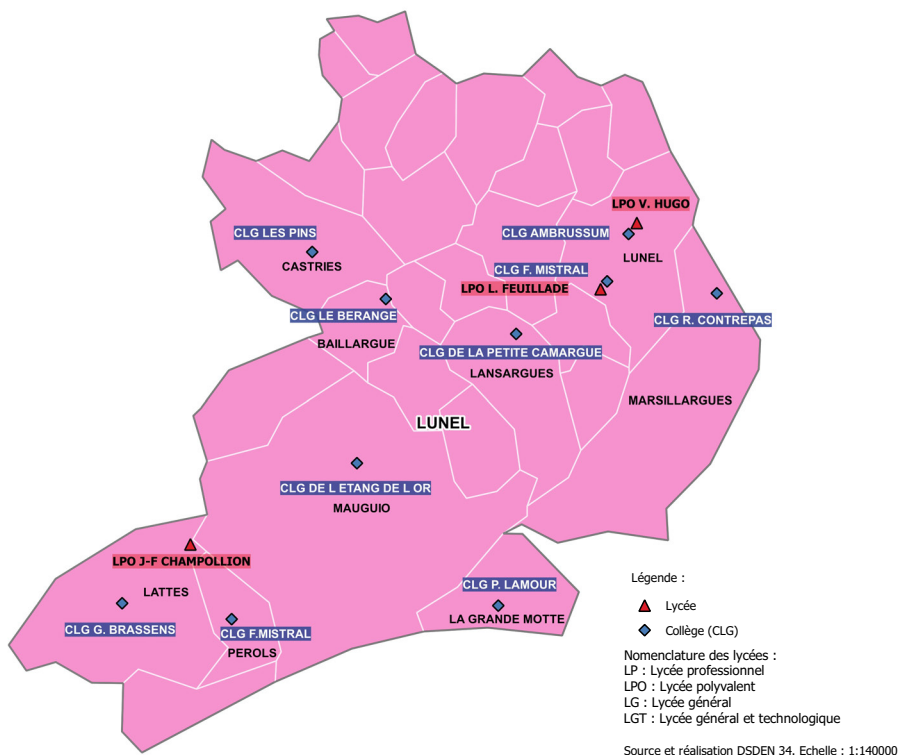 LPO V. HUGO
CLG LES PINS
CLG AMBRUSSUM
LUNEL
CASTRIES
CLG F. MISTRAL
LPO L. FEUILLADE
CLG R. CONTREPAS
CLG LE BERANGE
BAILLARGUE
CLG DE LA PETITE CAMARGUE
LANSARGUES
MARSILLARGUES
LUNEL
CLG DE L ETANG DE L OR
MAUGUIO
LPO J-F CHAMPOLLION
LATTES
CLG G. BRASSENS
CLG F.MISTRAL
PEROLS
CLG P. LAMOUR
LA GRANDE MOTTE
Légende :
Lycée
Collège (CLG)
Nomenclature des lycées :
LP : Lycée professionnel
LPO : Lycée polyvalent
LG : Lycée général
LGT : Lycée général et technologique
Source et réalisation DSDEN 34. Echelle : 1:140000